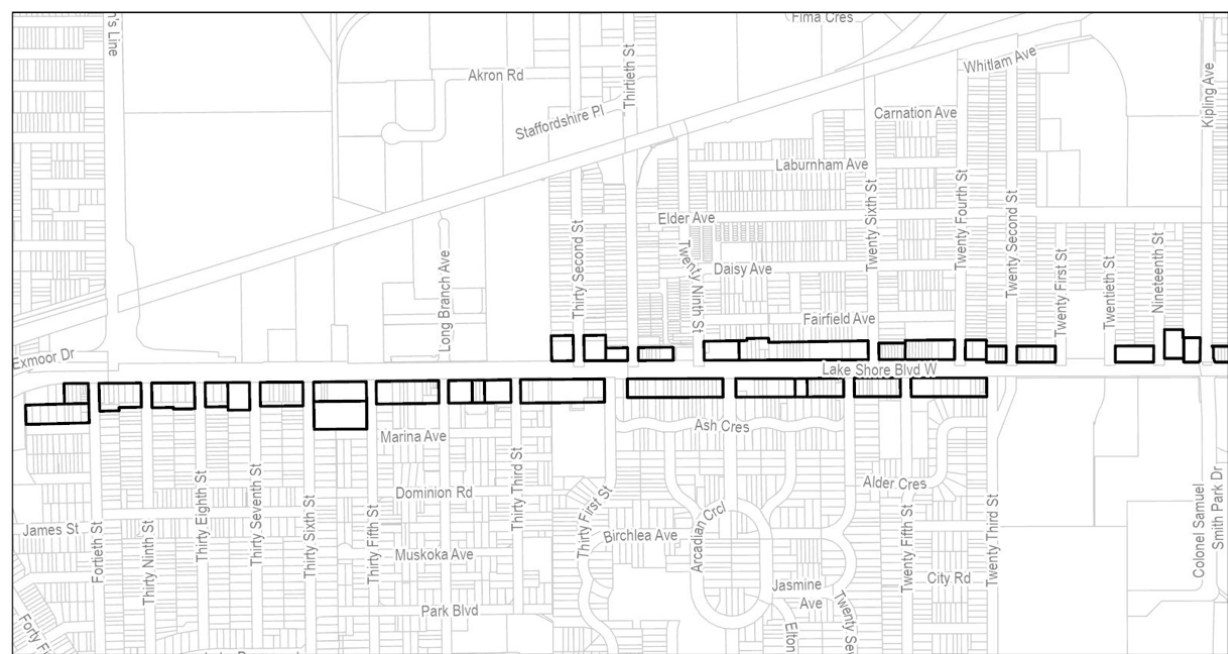 n's Line
Fima Cres
Akron Rd
Thirtieth St
Whitlam Ave
Kipling Ave
Staffordshire Pl
Carnation Ave
Laburnham Ave
Elder Ave
Twenty Sixth St
Twenty Fourth St
Twenty Second St
Thirty Second St
Long Branch Ave
Twenty Ninth St
Daisy Ave
Twenty First St
Twentieth St
Nineteenth St
Fairfield Ave
Exmoor Dr
Lake Shore Blvd W
Marina Ave
Ash Cres
Dominion Rd
Alder Cres
James St
Fortieth St
Thirty Ninth St
Thirty Eighth St
Thirty Seventh St
Thirty Sixth St
Thirty Fifth St
Thirty Third St
Thirty First St
Birchlea Ave
Arcadian Crcl
Muskoka Ave
Twenty Fifth St
City Rd
Twenty Third St
Colonel Samuel
Smith Park Dr
Jasmine
Ave
Park Blvd
Elton
Twenty Sev
Forty Fi